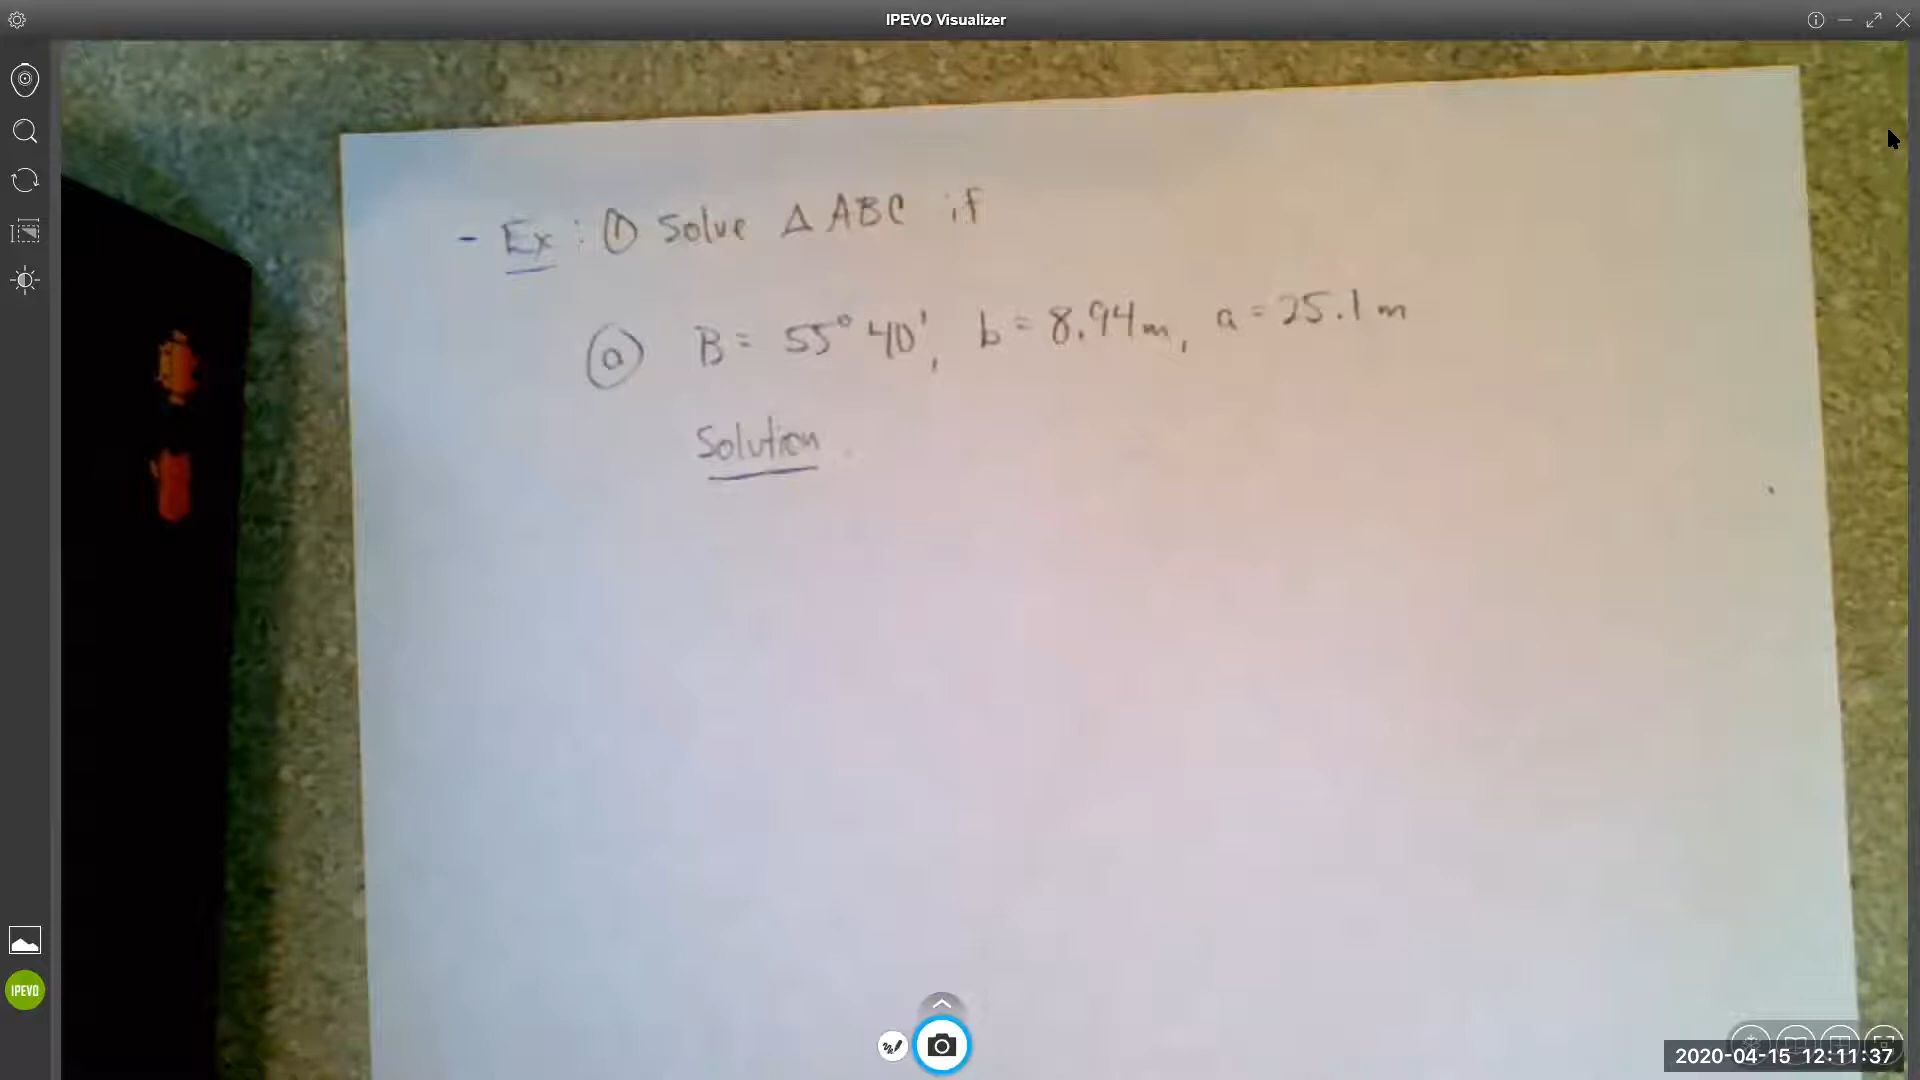 IPEVO Visualizer
- Ex: ① Solve △ ABC if
ⓐ B = 55° 40', b = 8.94 m, a = 25.1 m
Solution
IPEVO
2020-04-15 12:11:37